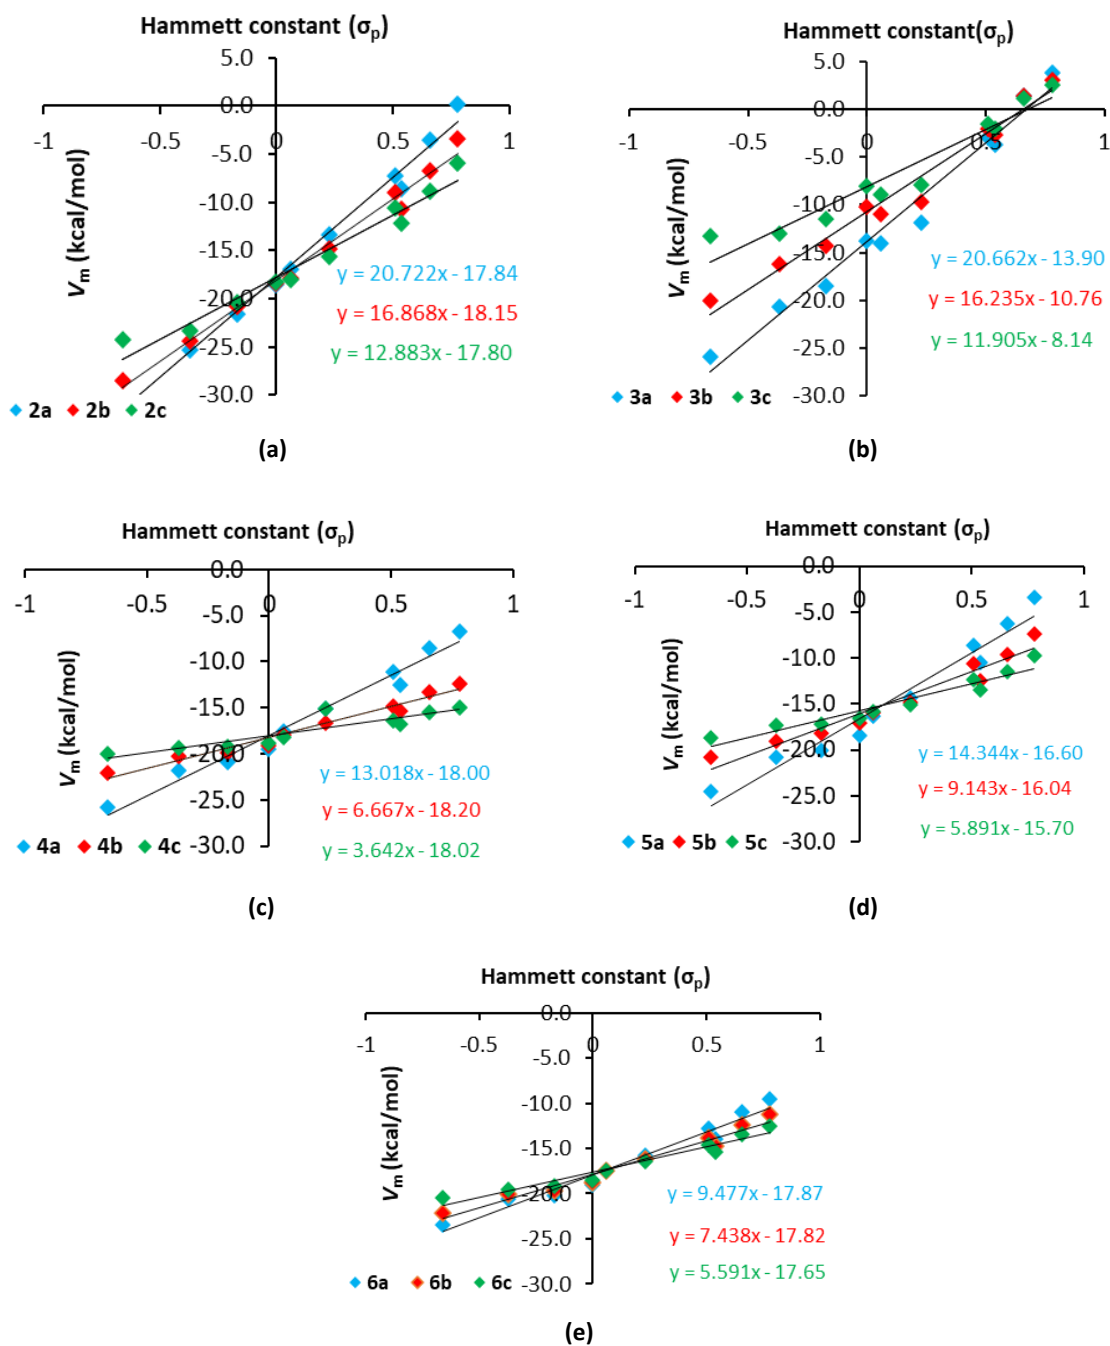 Hammett constant (σp)
5.0
0.0
-1
-0.5
0
0.5
1
-5.0
-10.0
-15.0
-20.0
-25.0
-30.0
Vm (kcal/mol)
y = 20.722x - 17.84
y = 16.868x - 18.15
y = 12.883x - 17.80
2a 2b 2c
(a)
Hammett constant(σp)
5.0
0.0
-1
-0.5
0
0.5
1
-5.0
-10.0
-15.0
-20.0
-25.0
-30.0
Vm (kcal/mol)
y = 20.662x - 13.90
y = 16.235x - 10.76
y = 11.905x - 8.14
3a 3b 3c
(b)
Hammett constant (σp)
0.0
-1
-0.5
0
0.5
1
-5.0
-10.0
-15.0
-20.0
-25.0
-30.0
Vm (kcal/mol)
y = 13.018x - 18.00
y = 6.667x - 18.20
y = 3.642x - 18.02
4a 4b 4c
(c)
Hammett constant (σp)
0.0
-1
-0.5
0
0.5
1
-5.0
-10.0
-15.0
-20.0
-25.0
-30.0
Vm (kcal/mol)
y = 14.344x - 16.60
y = 9.143x - 16.04
y = 5.891x - 15.70
5a 5b 5c
(d)
Hammett constant (σp)
0.0
-1
-0.5
0
0.5
1
-5.0
-10.0
-15.0
-20.0
-25.0
-30.0
Vm (kcal/mol)
y = 9.477x - 17.87
y = 7.438x - 17.82
y = 5.591x - 17.65
6a 6b 6c
(e)